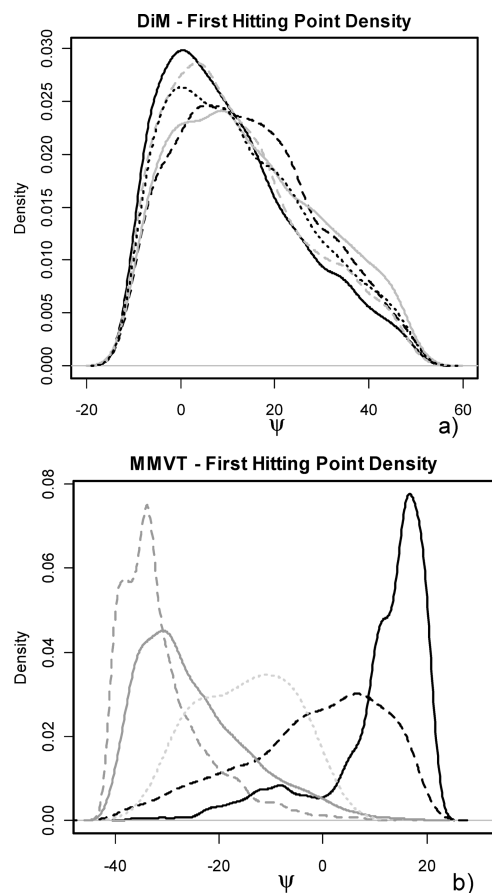 DiM - First Hitting Point Density
Density
0.000 0.005 0.010 0.015 0.020 0.025 0.030
-20 0 20 40 60
ψ
a)
MMVT - First Hitting Point Density
Density
0.00 0.02 0.04 0.06 0.08
-40 -20 0 20
ψ
b)